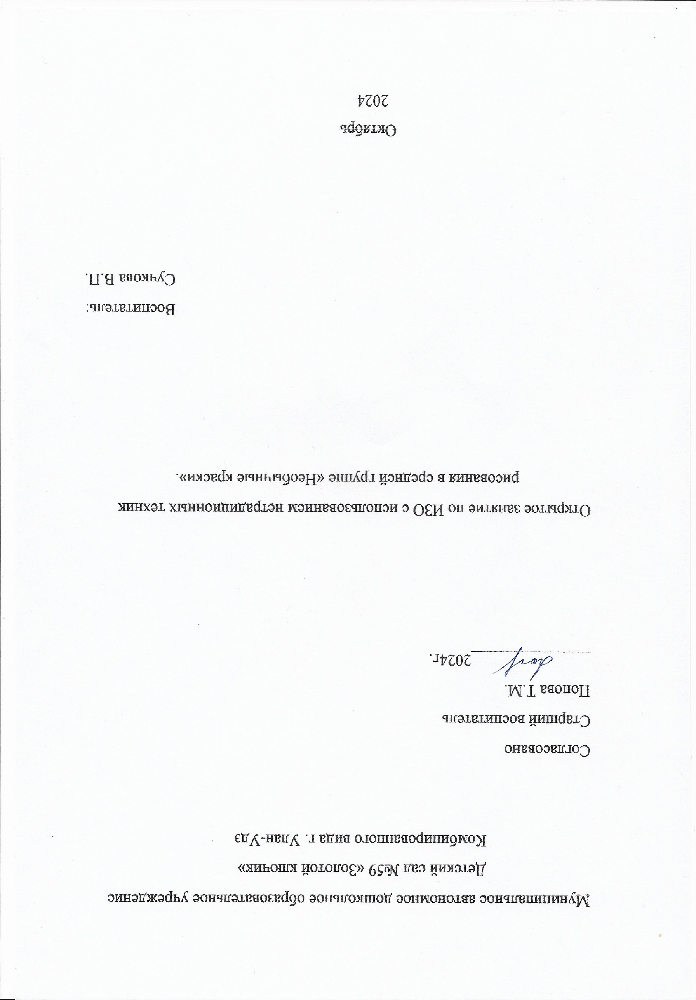 Муниципальное автономное дошкольное образовательное учреждение
Детский сад №59 «Золотой ключик»
Комбинированного вида г. Улан-Удэ
Согласовано
Старший воспитатель
Попова Т.М.
____________2024г.
Открытое занятие по ИЗО с использованием нетрадиционных техник
рисования в средней группе «Необычные краски».
Воспитатель:
Сучкова В.П.
Октябрь
2024